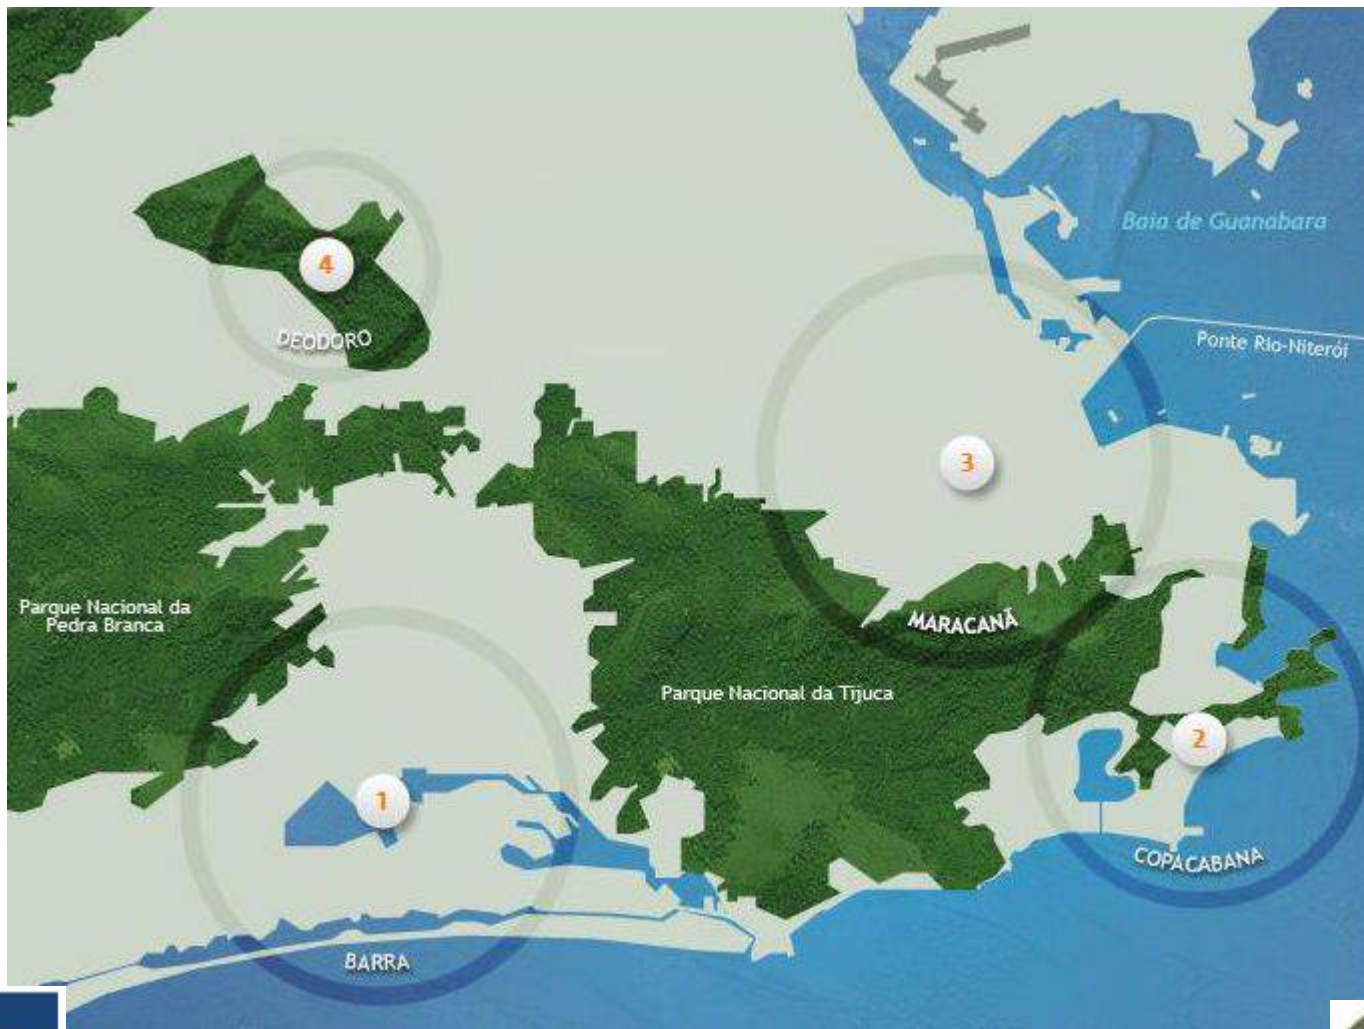 Baia de Guanabara
4
DEODORO
Ponte Rio-Niterói
3
Parque Nacional da
Pedra Branca
MARACANÃ
Parque Nacional da Tijuca
2
1
COPACABANA
BARRA